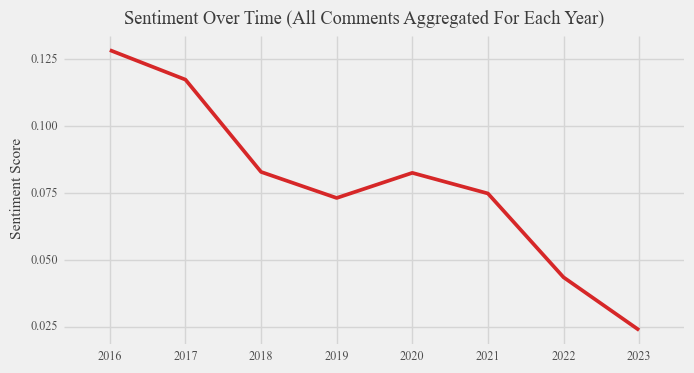 Sentiment Over Time (All Comments Aggregated For Each Year)
0.125
0.100
0.075
0.050
0.025
Sentiment Score
2016 2017 2018 2019 2020 2021 2022 2023